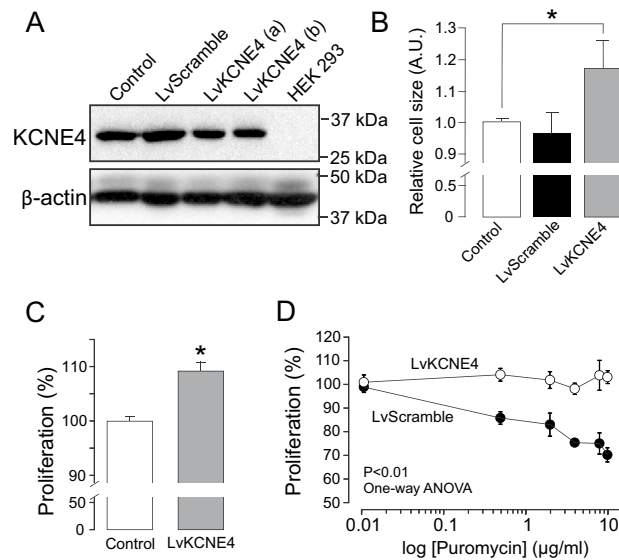 A
Control
LvScramble
LvKCNE4 (a)
LvKCNE4 (b)
HEK 293
KCNE4
37 kDa
25 kDa
β-actin
50 kDa
37 kDa
B
Relative cell size (A.U.)
1.3
1.2
1.1
1.0
0.9
0
*
Control
LvScramble
LvKCNE4
C
Proliferation (%)
110
100
90
50
0
*
Control
LvKCNE4
D
Proliferation (%)
120
110
100
90
80
70
60
50
LvKCNE4
LvScramble
P<0.01
One-way ANOVA
0.01
0.1
1
10
log [Puromycin] (μg/ml)